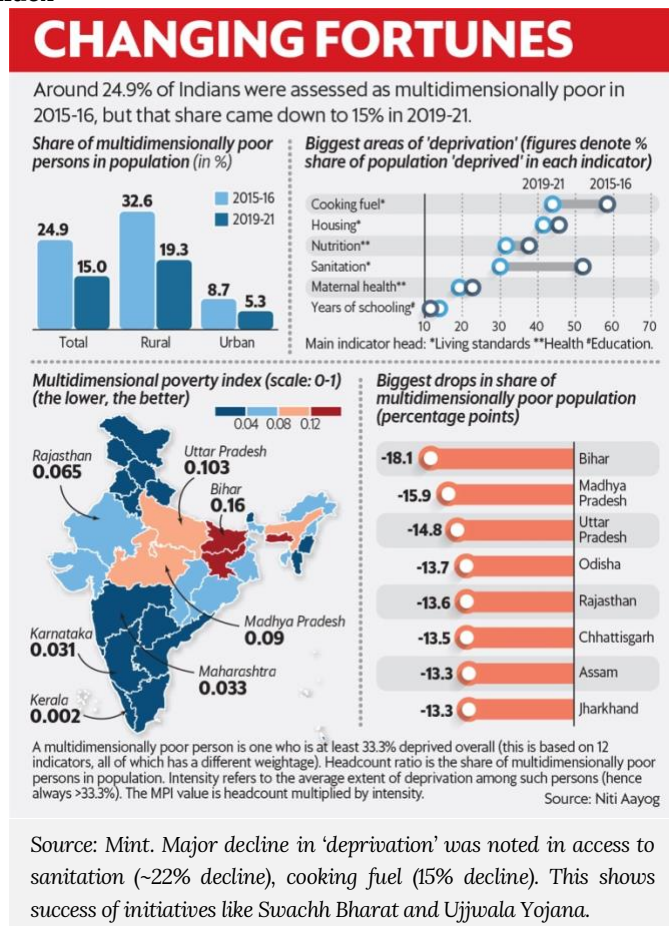 CHANGING FORTUNES
Around 24.9% of Indians were assessed as multidimensionally poor in
2015-16, but that share came down to 15% in 2019-21.
Share of multidimensionally poor
persons in population (in %)
2015-16
2019-21
24.9
15.0
32.6
19.3
8.7
5.3
Total
Rural
Urban
Biggest areas of 'deprivation' (figures denote %
share of population 'deprived' in each indicator)
2019-21 2015-16
Cooking fuel*
Housing*
Nutrition**
Sanitation*
Maternal health**
Years of schooling#
10 20 30 40 50 60 70
Main indicator head: *Living standards **Health #Education.
Multidimensional poverty index (scale: 0-1)
(the lower, the better)
0.04 0.08 0.12
Rajasthan
0.065
Uttar Pradesh
0.103
Bihar
0.16
Madhya Pradesh
0.09
Karnataka
0.031
Maharashtra
0.033
Kerala
0.002
Biggest drops in share of
multidimensionally poor population
(percentage points)
-18.1 Bihar
-15.9 Madhya
Pradesh
-14.8 Uttar
Pradesh
-13.7 Odisha
-13.6 Rajasthan
-13.5 Chhattisgarh
-13.3 Assam
-13.3 Jharkhand
A multidimensionally poor person is one who is at least 33.3% deprived overall (this is based on 12
indicators, all of which has a different weightage). Headcount ratio is the share of multidimensionally poor
persons in population. Intensity refers to the average extent of deprivation among such persons (hence
always >33.3%). The MPI value is headcount multiplied by intensity.
Source: Niti Aayog
Source: Mint. Major decline in ‘deprivation’ was noted in access to
sanitation (~22% decline), cooking fuel (15% decline). This shows
success of initiatives like Swachh Bharat and Ujjwala Yojana.